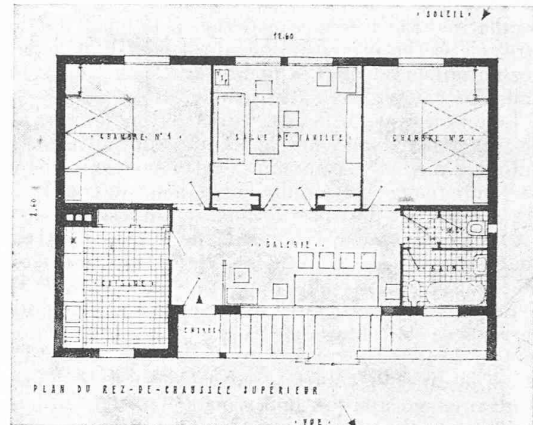 · SOLEIL ·
12.60
· CHAMBRE Nº 1 ·
· SALLE DE FAMILLE ·
· CHAMBRE Nº 2 ·
· GALERIE ·
· W.C. ·
· BAINS ·
· CUISINE ·
ENTRÉE
PLAN DU REZ-DE-CHAUSSÉE SUPÉRIEUR
· VUE ·